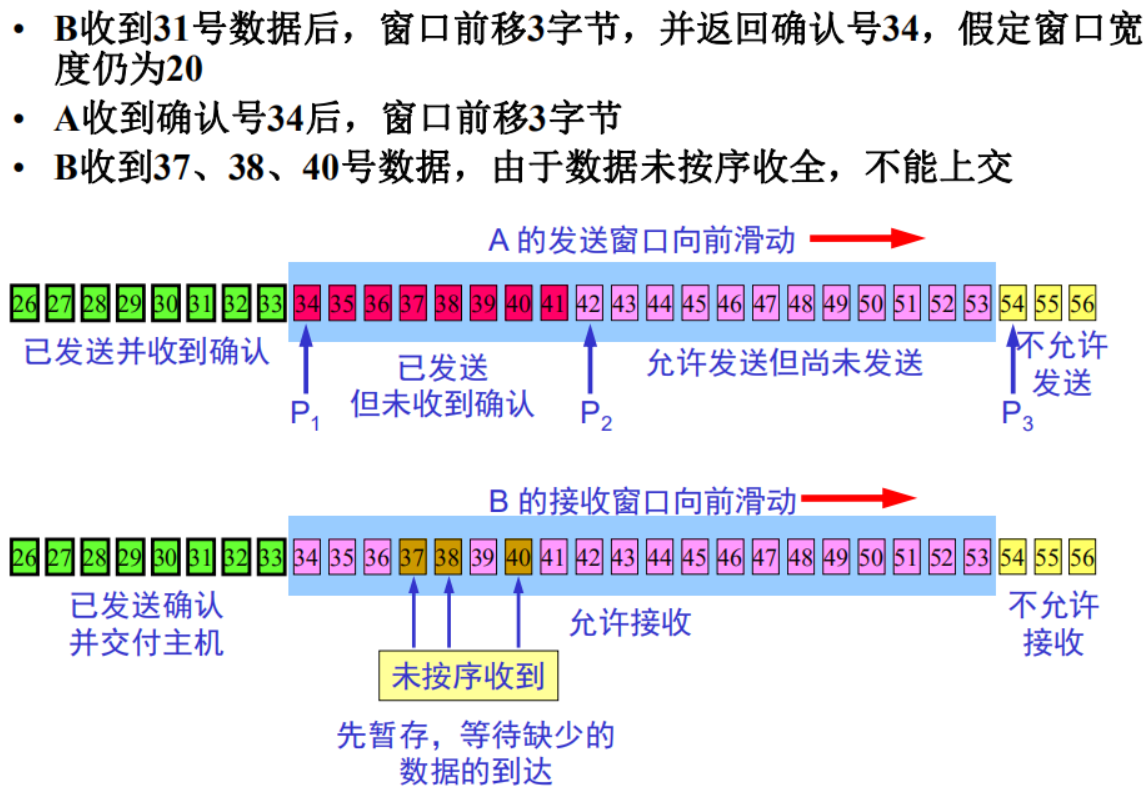 • B收到31号数据后，窗口前移3字节，并返回确认号34，假定窗口宽
度仍为20
• A收到确认号34后，窗口前移3字节
• B收到37、38、40号数据，由于数据未按序收全，不能上交
A 的发送窗口向前滑动
26 27 28 29 30 31 32 33 34 35 36 37 38 39 40 41 42 43 44 45 46 47 48 49 50 51 52 53 54 55 56
已发送并收到确认
已发送
但未收到确认
允许发送但尚未发送
不允许
发送
P1
P2
P3
B 的接收窗口向前滑动
26 27 28 29 30 31 32 33 34 35 36 37 38 39 40 41 42 43 44 45 46 47 48 49 50 51 52 53 54 55 56
已发送确认
并交付主机
允许接收
不允许
接收
未按序收到
先暂存，等待缺少的
数据的到达